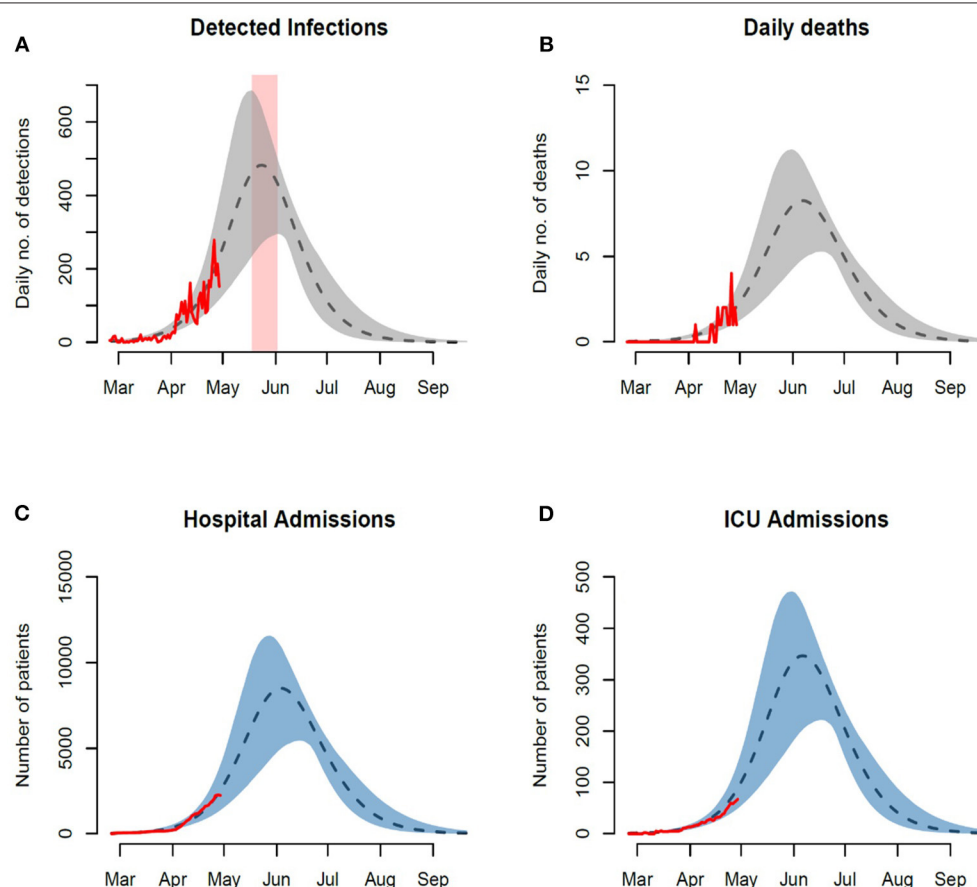 A
Detected Infections
Daily no. of detections
600
400
200
0
Mar Apr May Jun Jul Aug Sep
B
Daily deaths
Daily no. of deaths
15
10
5
0
Mar Apr May Jun Jul Aug Sep
C
Hospital Admissions
Number of patients
15000
10000
5000
0
Mar Apr May Jun Jul Aug Sep
D
ICU Admissions
Number of patients
500
400
300
200
100
0
Mar Apr May Jun Jul Aug Sep